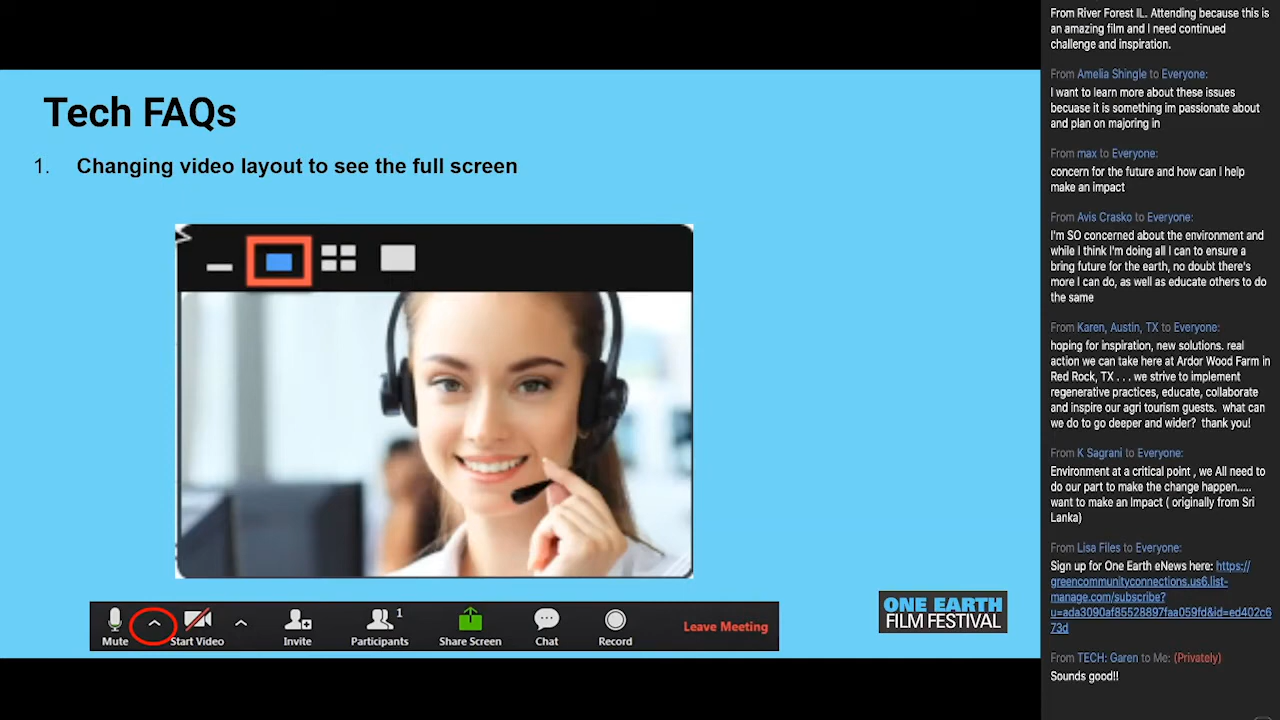 Tech FAQs
1. Changing video layout to see the full screen
Mute
Start Video
Invite
1
Participants
Share Screen
Chat
Record
Leave Meeting
ONE EARTH
FILM FESTIVAL
From River Forest IL. Attending because this is
an amazing film and I need continued
challenge and inspiration.
From Amelia Shingle to Everyone:
I want to learn more about these issues
becuase it is something im passionate about
and plan on majoring in
From max to Everyone:
concern for the future and how can I help
make an impact
From Avis Crasko to Everyone:
I'm SO concerned about the environment and
while I think I'm doing all I can to ensure a
bring future for the earth, no doubt there's
more I can do, as well as educate others to do
the same
From Karen, Austin, TX to Everyone:
hoping for inspiration, new solutions. real
action we can take here at Ardor Wood Farm in
Red Rock, TX . . . we strive to implement
regenerative practices, educate, collaborate
and inspire our agri tourism guests. what can
we do to go deeper and wider? thank you!
From K Sagrani to Everyone:
Environment at a critical point , we All need to
do our part to make the change happen.....
want to make an Impact ( originally from Sri
Lanka)
From Lisa Files to Everyone:
Sign up for One Earth eNews here: https://
greencommunityconnections.us6.list-
manage.com/subscribe?
u=ada3090af85528897faa059fd&id=ed402c6
73d
From TECH: Garen to Me: (Privately)
Sounds good!!